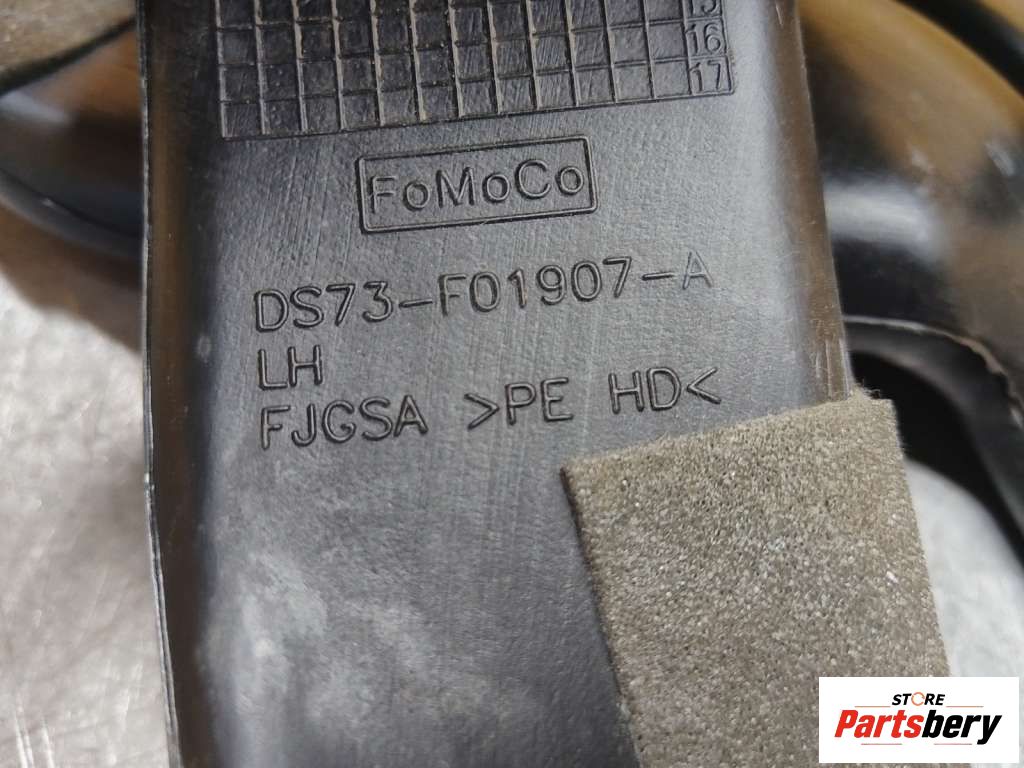 15
16
17
FoMoCo
DS73-F01907-A
LH
FJGSA >PE HD<
STORE
Partsbery